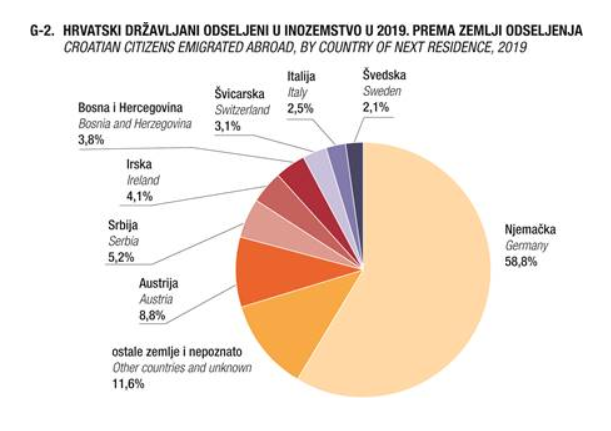 G-2. HRVATSKI DRŽAVLJANI ODSELJENI U INOZEMSTVO U 2019. PREMA ZEMLJI ODSELJENJA
CROATIAN CITIZENS EMIGRATED ABROAD, BY COUNTRY OF NEXT RESIDENCE, 2019
Švedska
Sweden
2,1%
Italija
Italy
2,5%
Švicarska
Switzerland
3,1%
Bosna i Hercegovina
Bosnia and Herzegovina
3,8%
Irska
Ireland
4,1%
Srbija
Serbia
5,2%
Austrija
Austria
8,8%
ostale zemlje i nepoznato
Other countries and unknown
11,6%
Njemačka
Germany
58,8%